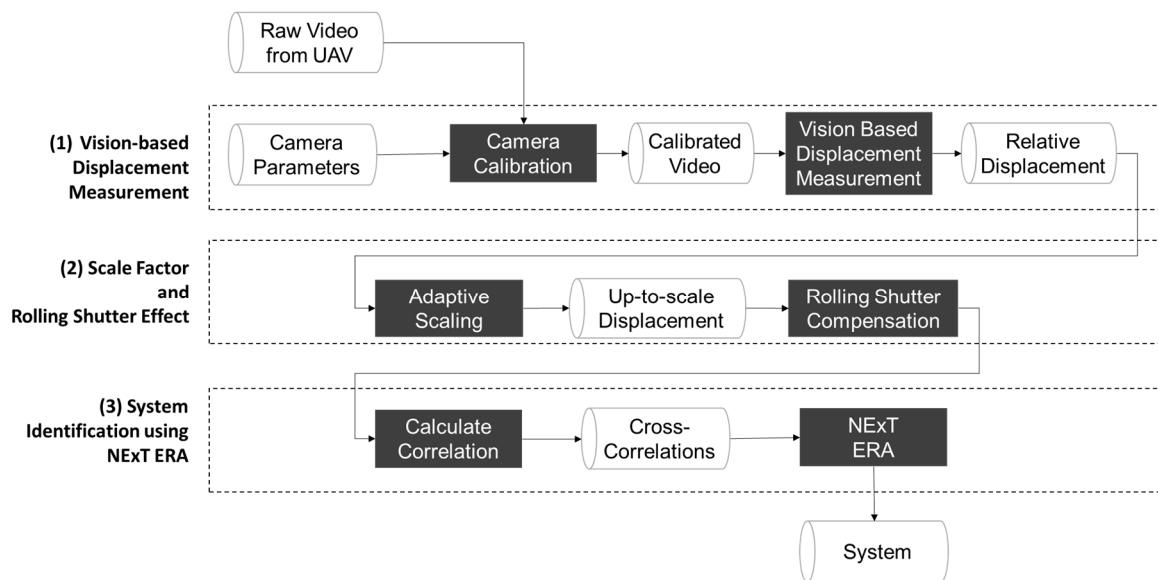 Raw Video
from UAV
(1) Vision-based
Displacement
Measurement
Camera
Parameters
Camera
Calibration
Calibrated
Video
Vision Based
Displacement
Measurement
Relative
Displacement
(2) Scale Factor
and
Rolling Shutter Effect
Adaptive
Scaling
Up-to-scale
Displacement
Rolling Shutter
Compensation
(3) System
Identification using
NExT ERA
Calculate
Correlation
Cross-
Correlations
NExT
ERA
System